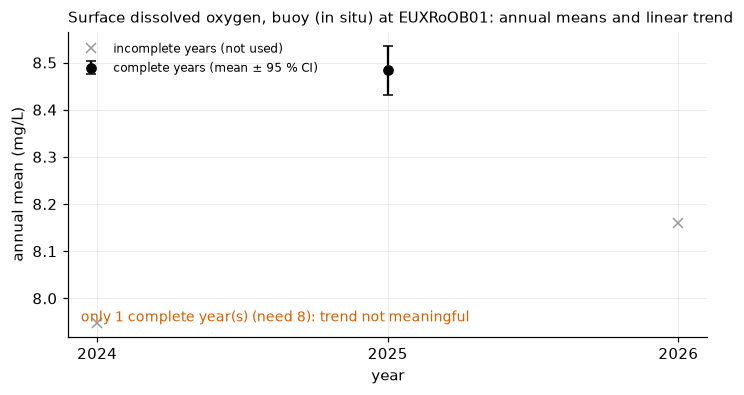 Surface dissolved oxygen, buoy (in situ) at EUXRoOB01: annual means and linear trend
incomplete years (not used)
complete years (mean ± 95 % CI)
annual mean (mg/L)
8.5
8.4
8.3
8.2
8.1
8.0
only 1 complete year(s) (need 8): trend not meaningful
2024
2025
2026
year